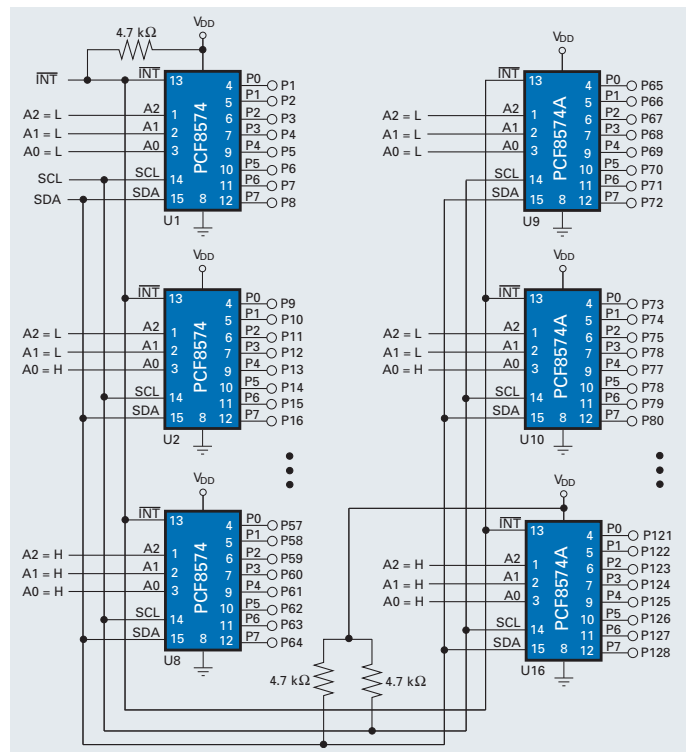 VDD
4.7 kΩ
INT
INT
13
4
P0
P1
5
P1
P2
A2 = L
A2
1
6
P2
P3
A1 = L
A1
2
7
P3
P4
A0 = L
A0
3
9
P4
P5
10
P5
P6
SCL
SCL
14
11
P6
P7
SDA
SDA
15
8
12
P7
P8
PCF8574
U1
VDD
INT
13
4
P0
P9
5
P1
P10
A2 = L
A2
1
6
P2
P11
A1 = L
A1
2
7
P3
P12
A0 = H
A0
3
9
P4
P13
10
P5
P14
SCL
14
11
P6
P15
SDA
15
8
12
P7
P16
PCF8574
U2
VDD
INT
13
4
P0
P57
5
P1
P58
A2 = H
A2
1
6
P2
P59
A1 = H
A1
2
7
P3
P60
A0 = H
A0
3
9
P4
P61
10
P5
P62
SCL
14
11
P6
P63
SDA
15
8
12
P7
P64
PCF8574
U8
4.7 kΩ
4.7 kΩ
VDD
INT
13
4
P0
P65
5
P1
P66
A2 = L
A2
1
6
P2
P67
A1 = L
A1
2
7
P3
P68
A0 = L
A0
3
9
P4
P69
10
P5
P70
SCL
14
11
P6
P71
SDA
15
8
12
P7
P72
PCF8574A
U9
VDD
INT
13
4
P0
P73
5
P1
P74
A2 = L
A2
1
6
P2
P75
A1 = L
A1
2
7
P3
P78
A0 = H
A0
3
9
P4
P77
10
P5
P78
SCL
14
11
P6
P79
SDA
15
8
12
P7
P80
PCF8574A
U10
VDD
INT
13
4
P0
P121
5
P1
P122
A2 = H
A2
1
6
P2
P123
A1 = H
A1
2
7
P3
P124
A0 = H
A0
3
9
P4
P125
10
P5
P126
SCL
14
11
P6
P127
SDA
15
8
12
P7
P128
PCF8574A
U16